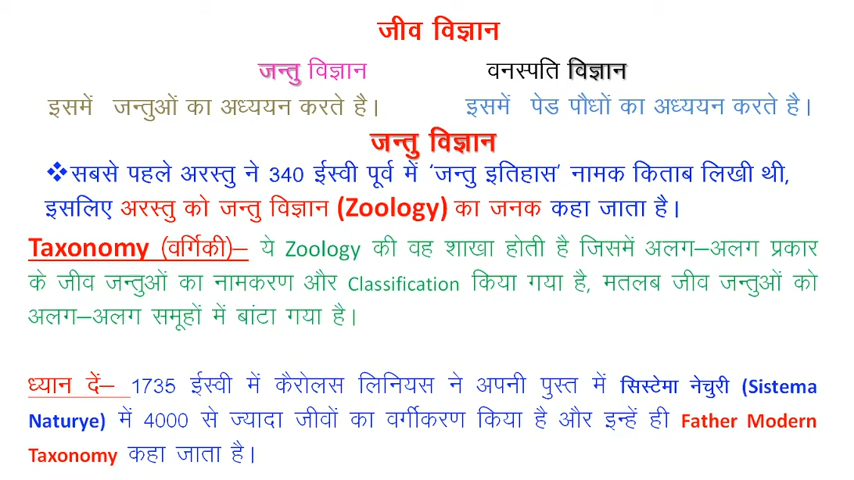 जीव विज्ञान
जन्तु विज्ञान वनस्पति विज्ञान
इसमें जन्तुओं का अध्ययन करते है। इसमें पेड पौधों का अध्ययन करते है।
जन्तु विज्ञान
❖सबसे पहले अरस्तु ने 340 ईस्वी पूर्व में ‘जन्तु इतिहास’ नामक किताब लिखी थी,
इसलिए अरस्तु को जन्तु विज्ञान (Zoology) का जनक कहा जाता है।
Taxonomy (वर्गिकी)– ये Zoology की वह शाखा होती है जिसमें अलग–अलग प्रकार
के जीव जन्तुओं का नामकरण और Classification किया गया है, मतलब जीव जन्तुओं को
अलग–अलग समूहों में बांटा गया है।
ध्यान दें– 1735 ईस्वी में कैरोलस लिनियस ने अपनी पुस्त में सिस्टेमा नेचुरी (Sistema
Naturye) में 4000 से ज्यादा जीवों का वर्गीकरण किया है और इन्हें ही Father Modern
Taxonomy कहा जाता है।